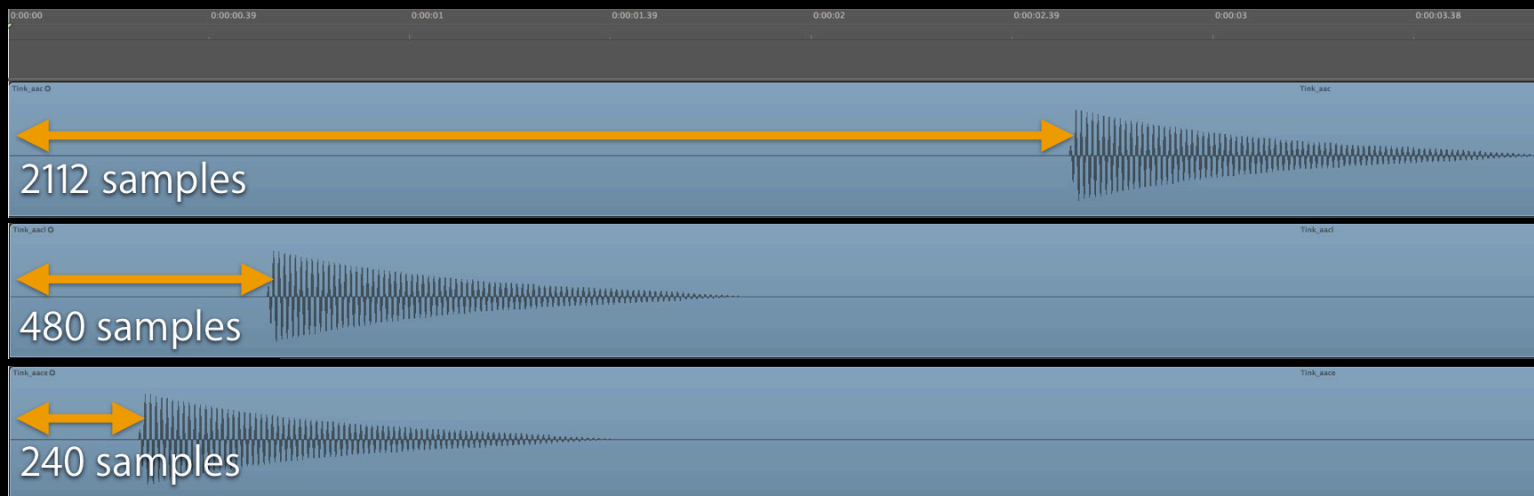 0:00:00 0:00:00.39 0:00:01 0:00:01.39 0:00:02 0:00:02.39 0:00:03 0:00:03.38
Tink_aac Tink_aac
2112 samples
Tink_aacl Tink_aacl
480 samples
Tink_aace Tink_aace
240 samples